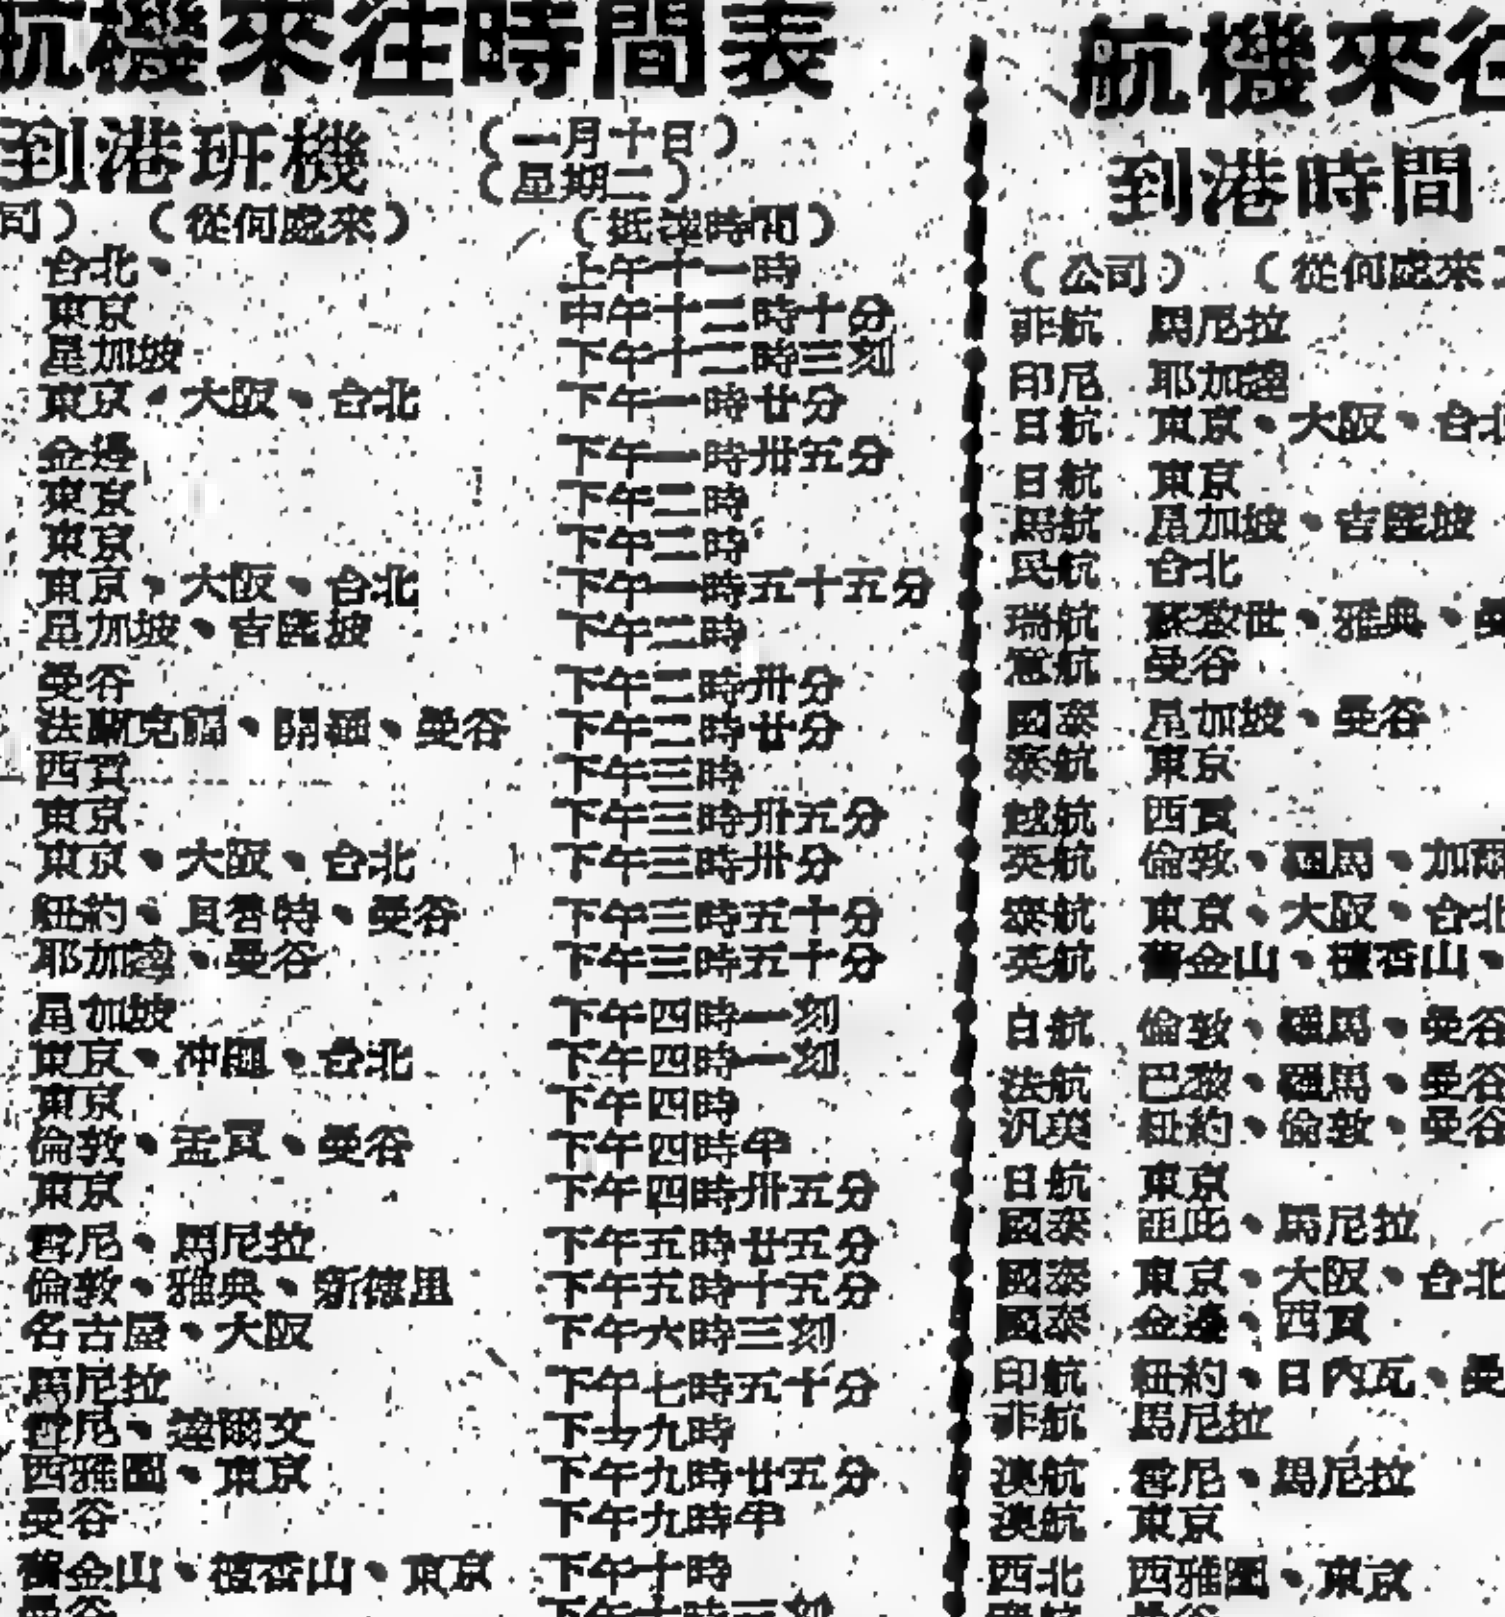 航機來往時間表
到港班機
（一月十日）
（星期二）
司）（從何處來）（抵達時間）
台北、 上午十一時
東京 中午十二時十分
星加坡 下午十二時三刻
東京、大阪、台北 下午一時廿分
金邊 下午一時卅五分
東京 下午二時
東京 下午二時
東京、大阪、台北 下午一時五十五分
星加坡、吉隆坡 下午二時
曼谷 下午二時卅分
法蘭克福、開羅、曼谷 下午二時廿分
西貢 下午三時
東京 下午三時卅五分
東京、大阪、台北 下午三時卅分
紐約、貝魯特、曼谷 下午三時五十分
耶加達、曼谷 下午三時五十分
星加坡 下午四時一刻
東京、冲繩、台北 下午四時一刻
東京 下午四時
倫敦、孟買、曼谷 下午四時半
東京 下午四時卅五分
雪尼、馬尼拉 下午五時廿五分
倫敦、雅典、新德里 下午五時十五分
名古屋、大阪 下午六時三刻
馬尼拉 下午七時五十分
雪尼、達爾文 下午九時
西雅圖、東京 下午九時廿五分
曼谷 下午九時半
舊金山、檀香山、東京 下午十時
曼谷
航機來往
到港時間
（公司）（從何處來）
菲航 馬尼拉
印尼 耶加達
日航 東京、大阪、台北
日航 東京
馬航 星加坡、吉隆坡
民航 台北
瑞航 蘇黎世、雅典、曼
意航 曼谷
國泰 星加坡、曼谷
泰航 東京
越航 西貢
英航 倫敦、羅馬、加爾
泰航 東京、大阪、台北
英航 舊金山、檀香山、
白航 倫敦、羅馬、曼谷
法航 巴黎、羅馬、曼谷
汎美 紐約、倫敦、曼谷
日航 東京
國泰 亞庇、馬尼拉
國泰 東京、大阪、台北
國泰 金邊、西貢
印航 紐約、日內瓦、曼
菲航 馬尼拉
澳航 雪尼、馬尼拉
澳航 東京
西北 西雅圖、東京